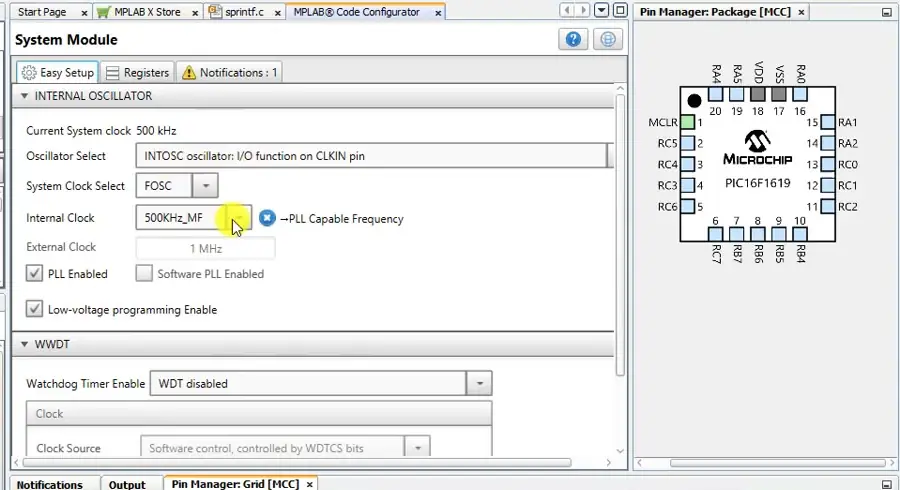 Start Page
MPLAB X Store
sprintf.c
MPLAB® Code Configurator
System Module
Easy Setup
Registers
Notifications : 1
INTERNAL OSCILLATOR
Current System clock 500 kHz
Oscillator Select INTOSC oscillator: I/O function on CLKIN pin
System Clock Select FOSC
Internal Clock 500KHz_MF →PLL Capable Frequency
External Clock 1 MHz
PLL Enabled Software PLL Enabled
Low-voltage programming Enable
WWDT
Watchdog Timer Enable WDT disabled
Clock
Clock Source Software control, controlled by WDTCS bits
Notifications
Output
Pin Manager: Grid [MCC]
Pin Manager: Package [MCC]
RA4 RA5 VDD VSS RA0
20 19 18 17 16
MCLR 1 15 RA1
RC5 2 14 RA2
RC4 3 13 RC0
RC3 4 12 RC1
RC6 5 11 RC2
MICROCHIP
PIC16F1619
6 7 8 9 10
RC7 RB7 RB6 RB5 RB4